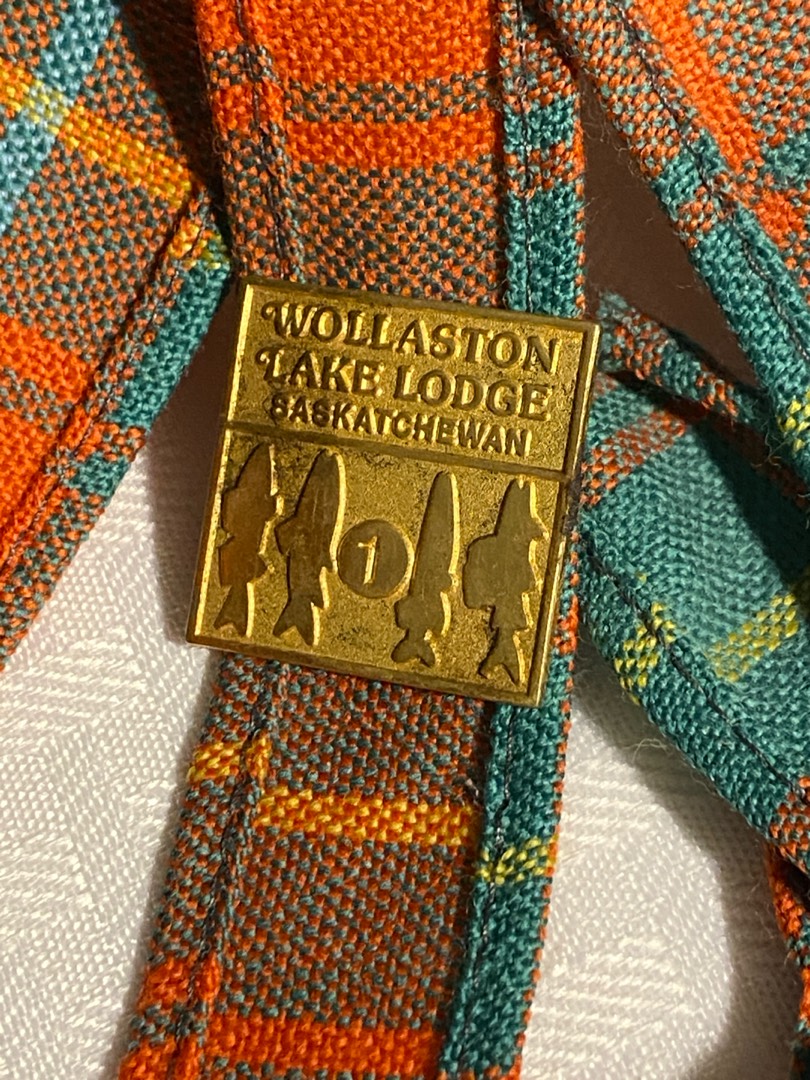 WOLLASTON
LAKE LODGE
SASKATCHEWAN
1